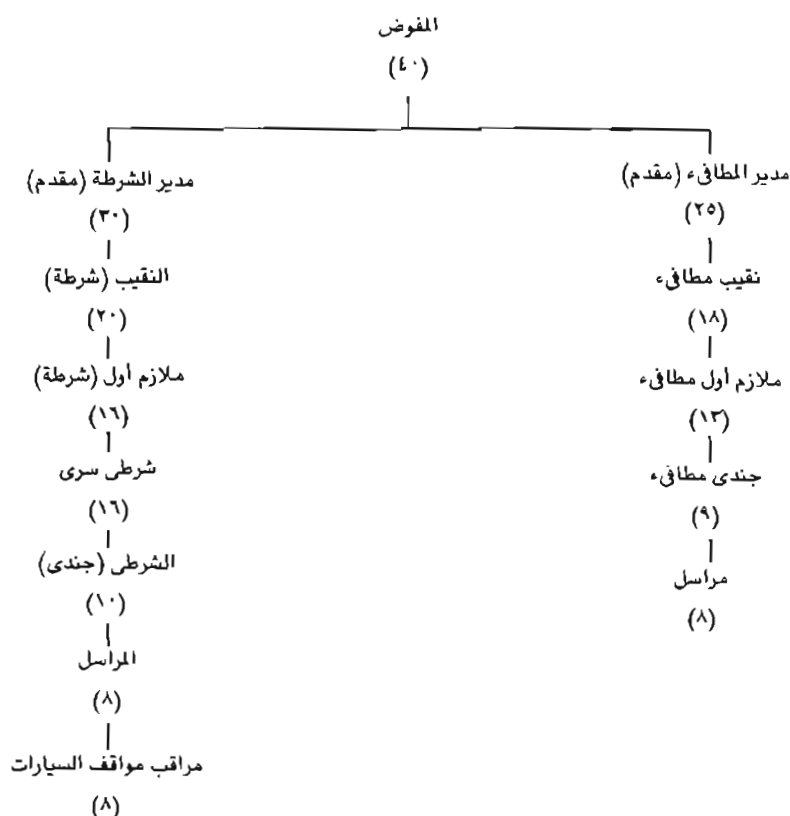 المفوض
(٤٠)
مدير المطافىء (مقدم)
(٢٥)
نقيب مطافىء
(١٨)
ملازم أول مطافىء
(١٣)
جندى مطافىء
(٩)
مراسل
(٨)
مدير الشرطة (مقدم)
(٣٠)
النقيب (شرطة)
(٢٠)
ملازم أول (شرطة)
(١٦)
شرطى سرى
(١٦)
الشرطى (جندى)
(١٠)
المراسل
(٨)
مراقب مواقف السيارات
(٨)